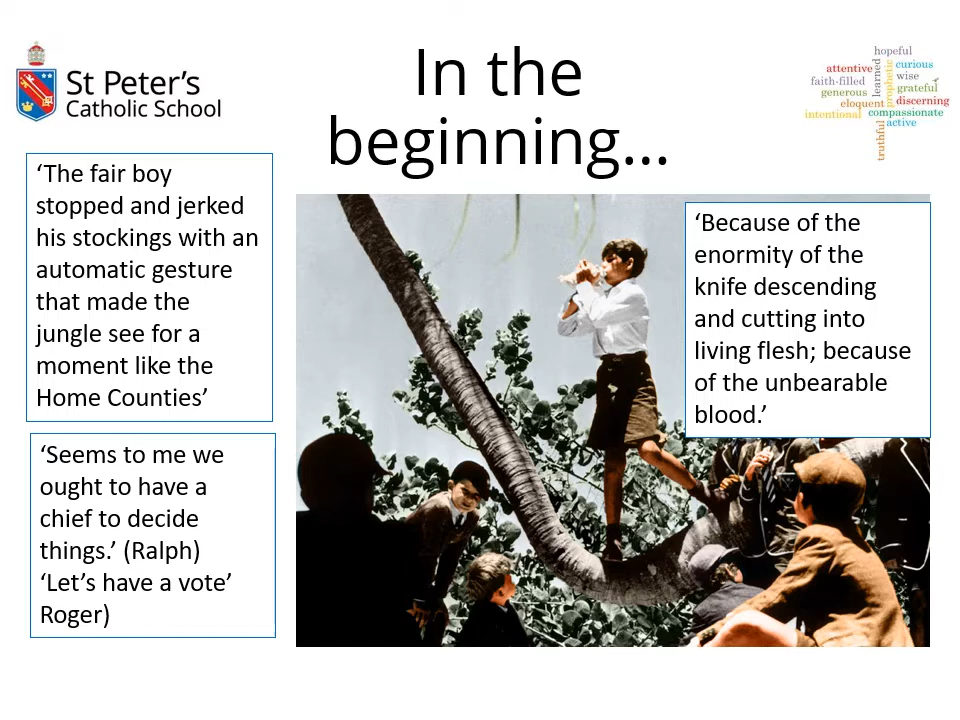 St Peter's
Catholic School
In the
beginning...
hopeful
attentive
learned
prophetic
curious
faith-filled
wise
generous
grateful
eloquent
discerning
intentional
compassionate
truthful
active
‘The fair boy
stopped and jerked
his stockings with an
automatic gesture
that made the
jungle see for a
moment like the
Home Counties’
‘Seems to me we
ought to have a
chief to decide
things.’ (Ralph)
‘Let’s have a vote’
Roger)
‘Because of the
enormity of the
knife descending
and cutting into
living flesh; because
of the unbearable
blood.’